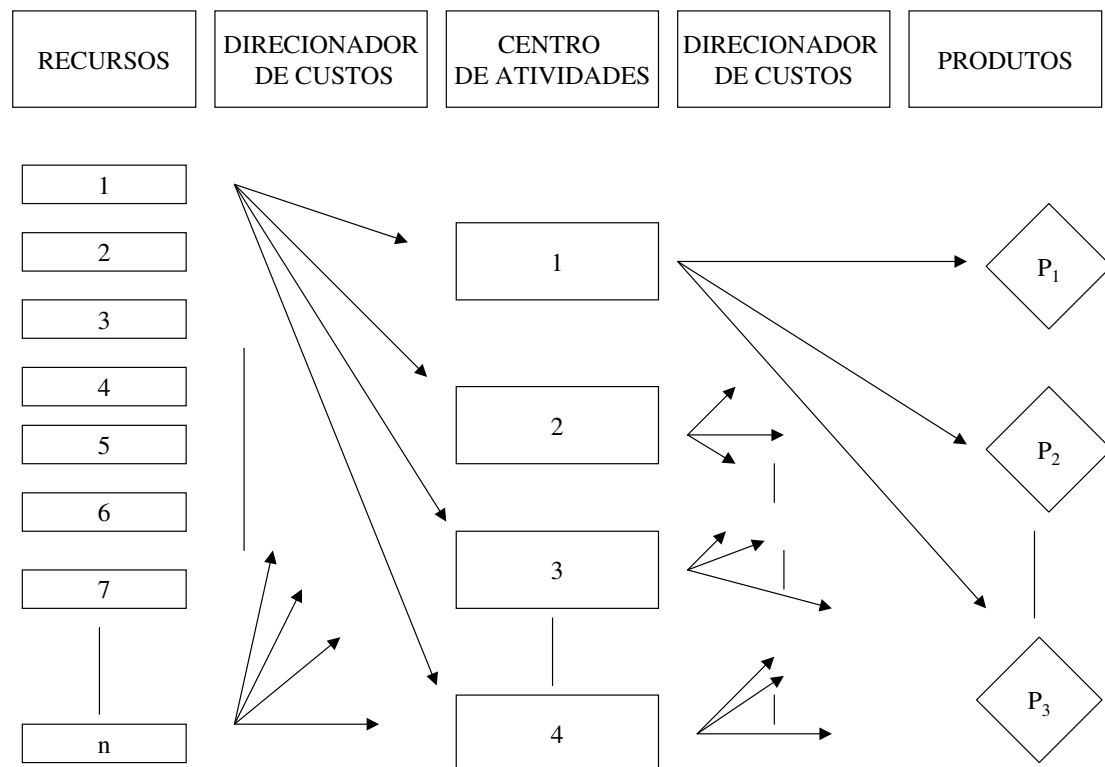 RECURSOS
DIRECIONADOR
DE CUSTOS
CENTRO
DE ATIVIDADES
DIRECIONADOR
DE CUSTOS
PRODUTOS
1
2
3
4
5
6
7
n
1
2
3
4
P1
P2
P3